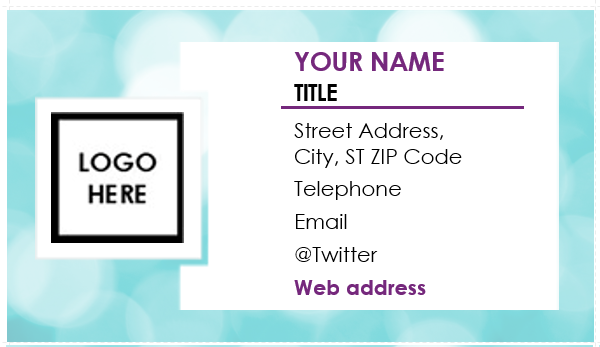 LOGO
HERE
YOUR NAME
TITLE
Street Address,
City, ST ZIP Code
Telephone
Email
@Twitter
Web address